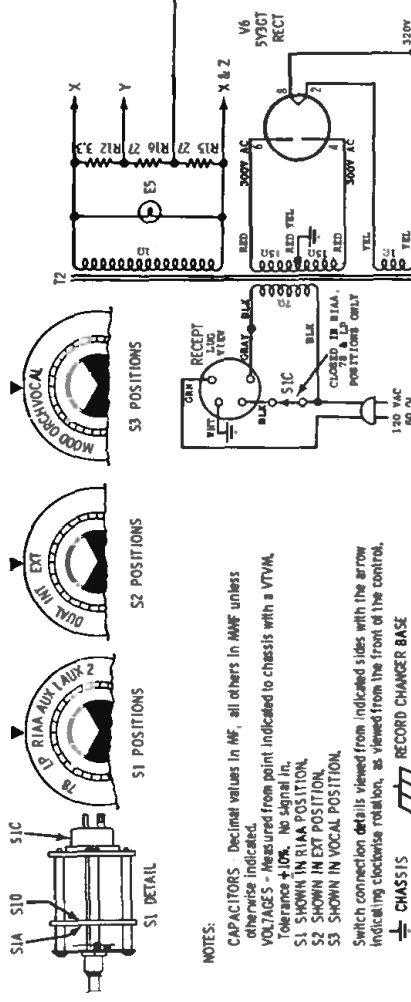 S1A
S1D
S1C
S1 DETAIL
78 LP RIAA AUX 1 AUX 2
S1 POSITIONS
DUAL INT EXT
S2 POSITIONS
MOOD ORCH VOCAL
S3 POSITIONS
NOTES:
CAPACITORS - Decimal values in MF, all others in MMF unless
otherwise indicated.
VOLTAGES - Measured from point indicated to chassis with a VTVM.
Tolerance ±10%. No signal in.
S1 SHOWN IN RIAA POSITION.
S2 SHOWN IN EXT POSITION.
S3 SHOWN IN VOCAL POSITION.
Switch connection details viewed from indicated sides with the arrow
indicating clockwise rotation, as viewed from the front of the control.
CHASSIS
RECORD CHANGER BASE
T2
E5
R12 3.3
R16 27
R15 27
X
Y
X & Z
RECEPT
LUG
VIEW
GRN
WHT
GRAY
BLK
BLK
BLK
S1C
CLOSED IN RIAA,
78 & LP
POSITIONS ONLY
120 VAC
RED
RED YEL
RED
YEL
YEL
300V AC
300V AC
6
4
8
2
V6
5Y3GT
RECT
320V